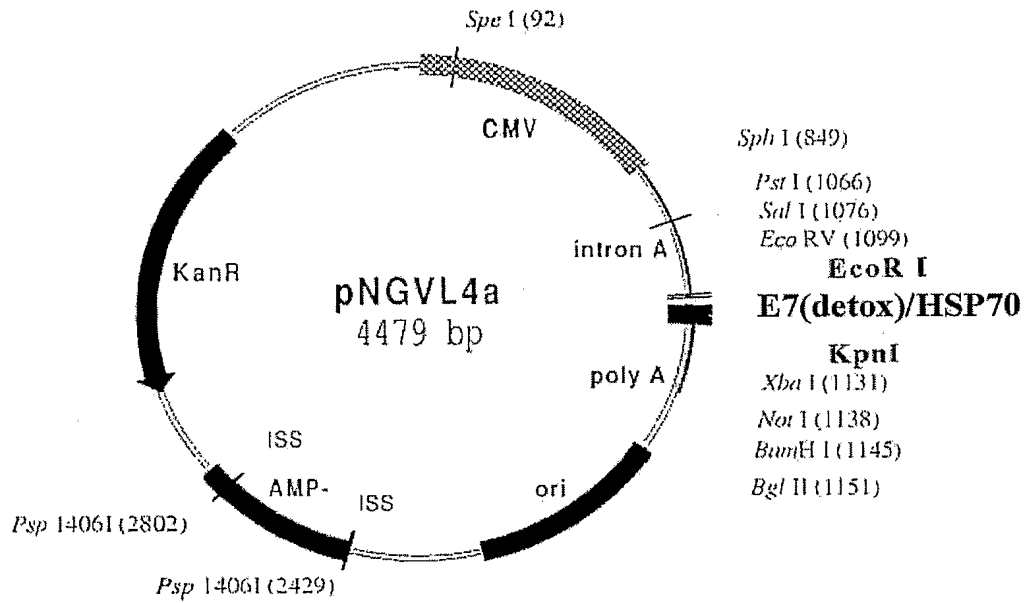 Spe I (92)
CMV
Sph I (849)
Pst I (1066)
Sal I (1076)
Eco RV (1099)
intron A
EcoR I
E7(detox)/HSP70
KanR
pNGVL4a
4479 bp
KpnI
poly A
Xba I (1131)
Not I (1138)
BamH I (1145)
Bgl II (1151)
ISS
AMP-
ISS
ori
Psp 1406I (2802)
Psp 1406I (2429)